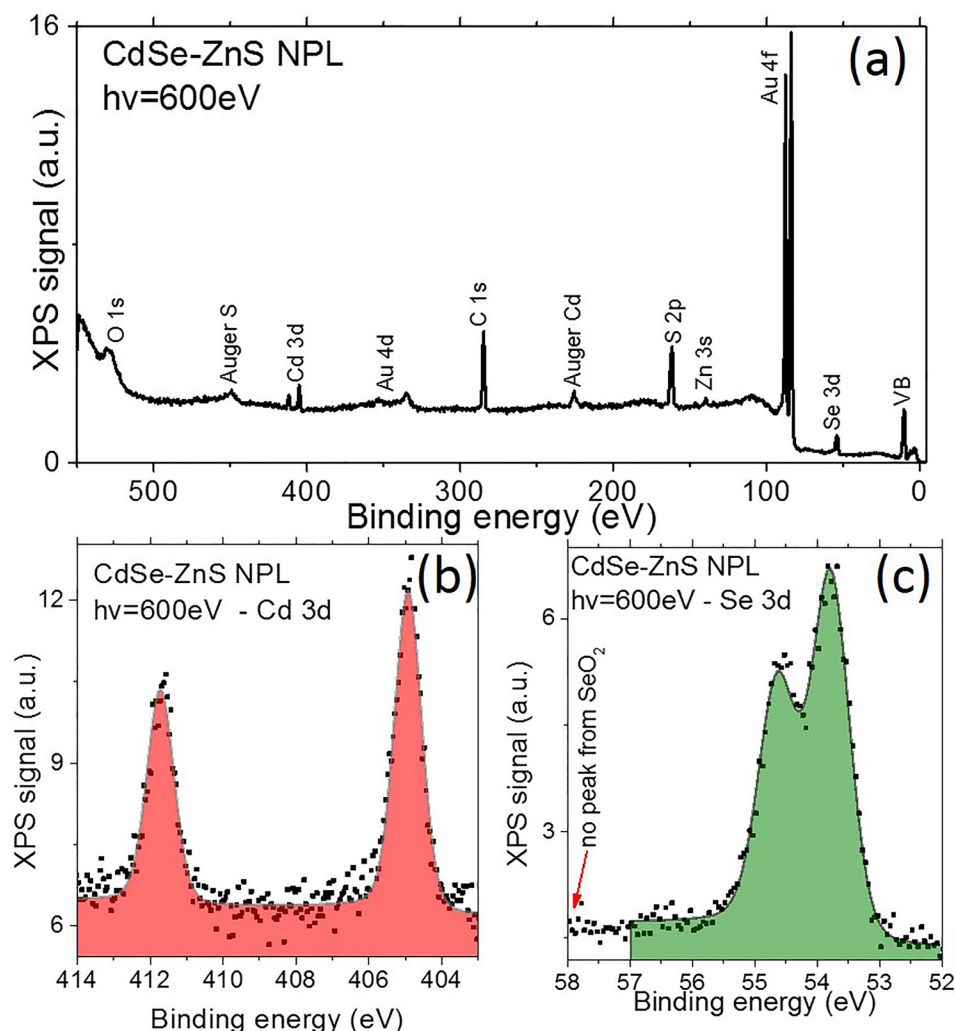 16
CdSe-ZnS NPL
hν=600eV
(a)
Au 4f
O 1s
Auger S
Cd 3d
Au 4d
C 1s
Auger Cd
S 2p
Zn 3s
Se 3d
VB
XPS signal (a.u.)
0
500 400 300 200 100 0
Binding energy (eV)
CdSe-ZnS NPL
hν=600eV - Cd 3d
(b)
12
9
6
XPS signal (a.u.)
414 412 410 408 406 404
Binding energy (eV)
CdSe-ZnS NPL
hν=600eV - Se 3d
(c)
6
3
no peak from SeO₂
XPS signal (a.u.)
58 57 56 55 54 53 52
Binding energy (eV)